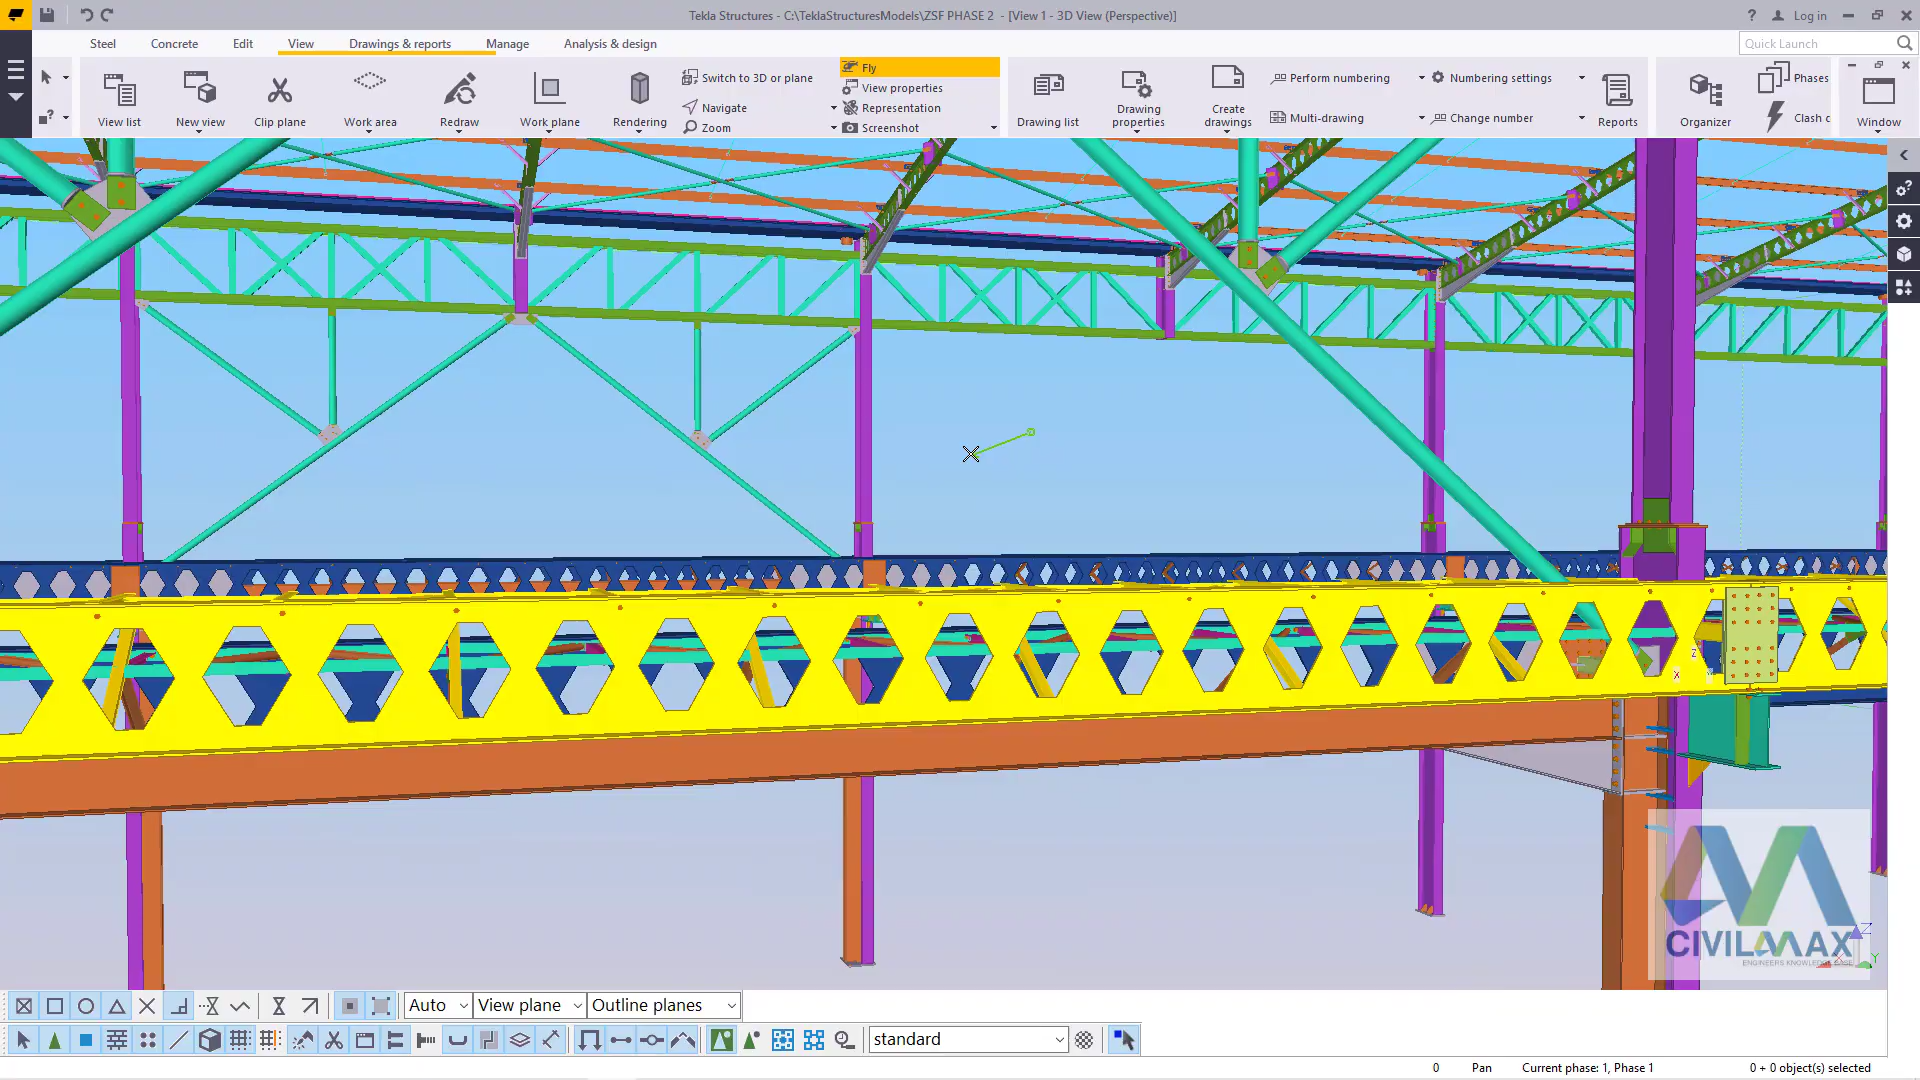 Tekla Structures - C:\TeklaStructuresModels\ZSF PHASE 2 - [View 1 - 3D View (Perspective)]
? Log in
Steel Concrete Edit View Drawings & reports Manage Analysis & design
Quick Launch
View list
New view
Clip plane
Work area
Redraw
Work plane
Rendering
Switch to 3D or plane
Navigate
Zoom
Fly
View properties
Representation
Screenshot
Drawing list
Drawing properties
Create drawings
Perform numbering
Multi-drawing
Numbering settings
Change number
Reports
Organizer
Phases
Clash c
Window
Z
X
CIVILMAX
ENGINEERS KNOWLEDGE BASE
Z
X
Y
Auto
View plane
Outline planes
standard
0 Pan Current phase: 1, Phase 1 0 + 0 object(s) selected